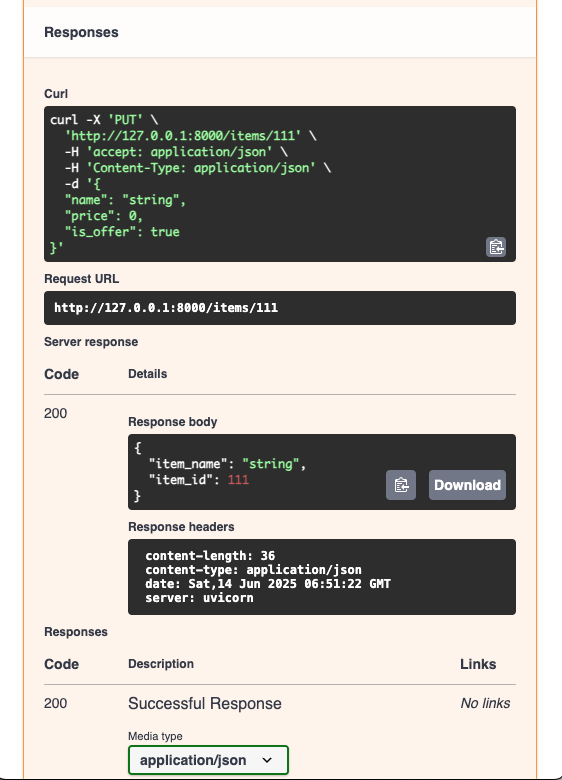 Responses
Curl
curl -X 'PUT' \
  'http://127.0.0.1:8000/items/111' \
  -H 'accept: application/json' \
  -H 'Content-Type: application/json' \
  -d '{
  "name": "string",
  "price": 0,
  "is_offer": true
}'
Request URL
http://127.0.0.1:8000/items/111
Server response
Code Details
200
Response body
{
  "item_name": "string",
  "item_id": 111
}
Download
Response headers
content-length: 36
content-type: application/json
date: Sat,14 Jun 2025 06:51:22 GMT
server: uvicorn
Responses
Code Description Links
200 Successful Response No links
Media type
application/json